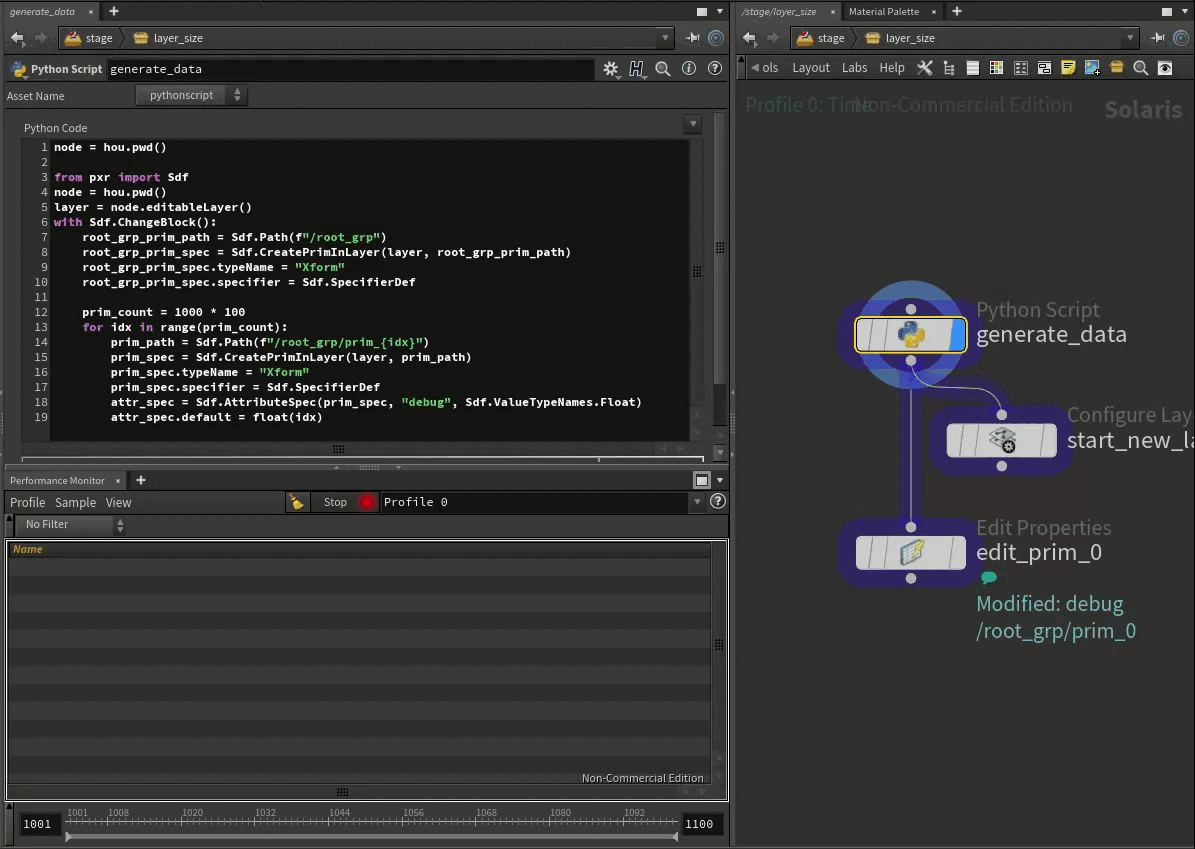 generate_data × +
stage layer_size
Python Script generate_data
Asset Name pythonscript
Python Code
1 node = hou.pwd()
2
3 from pxr import Sdf
4 node = hou.pwd()
5 layer = node.editableLayer()
6 with Sdf.ChangeBlock():
7 root_grp_prim_path = Sdf.Path(f"/root_grp")
8 root_grp_prim_spec = Sdf.CreatePrimInLayer(layer, root_grp_prim_path)
9 root_grp_prim_spec.typeName = "Xform"
10 root_grp_prim_spec.specifier = Sdf.SpecifierDef
11
12 prim_count = 1000 * 100
13 for idx in range(prim_count):
14 prim_path = Sdf.Path(f"/root_grp/prim_{idx}")
15 prim_spec = Sdf.CreatePrimInLayer(layer, prim_path)
16 prim_spec.typeName = "Xform"
17 prim_spec.specifier = Sdf.SpecifierDef
18 attr_spec = Sdf.AttributeSpec(prim_spec, "debug", Sdf.ValueTypeNames.Float)
19 attr_spec.default = float(idx)
Performance Monitor × +
Profile Sample View Stop Profile 0
No Filter
Name
Non-Commercial Edition
1001 1001 1008 1020 1032 1044 1056 1068 1080 1092 1100
/stage/layer_size × Material Palette × +
stage layer_size
ols Layout Labs Help
Profile 0: Time Non-Commercial Edition Solaris
Python Script
generate_data
Configure Lay
start_new_la
Edit Properties
edit_prim_0
Modified: debug
/root_grp/prim_0